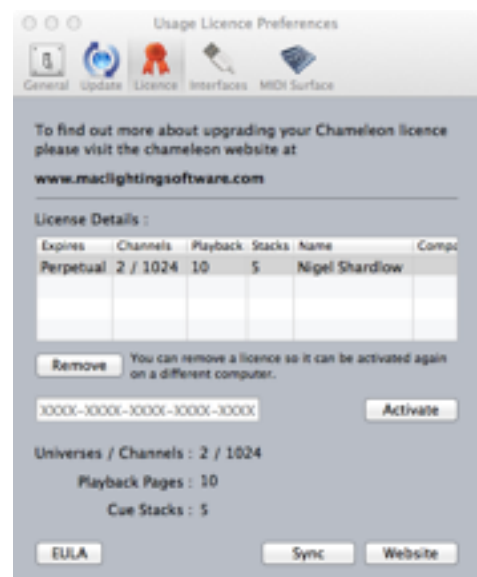 Usage Licence Preferences
General Update Licence Interfaces MIDI Surface
To find out more about upgrading your Chameleon licence
please visit the chameleon website at
www.maclightingsoftware.com
License Details :
Expires Channels Playback Stacks Name Compa
Perpetual 2 / 1024 10 5 Nigel Shardlow
Remove
You can remove a licence so it can be activated again
on a different computer.
XXXX-XXXX-XXXX-XXXX-XXXX Activate
Universes / Channels : 2 / 1024
Playback Pages : 10
Cue Stacks : 5
EULA Sync Website